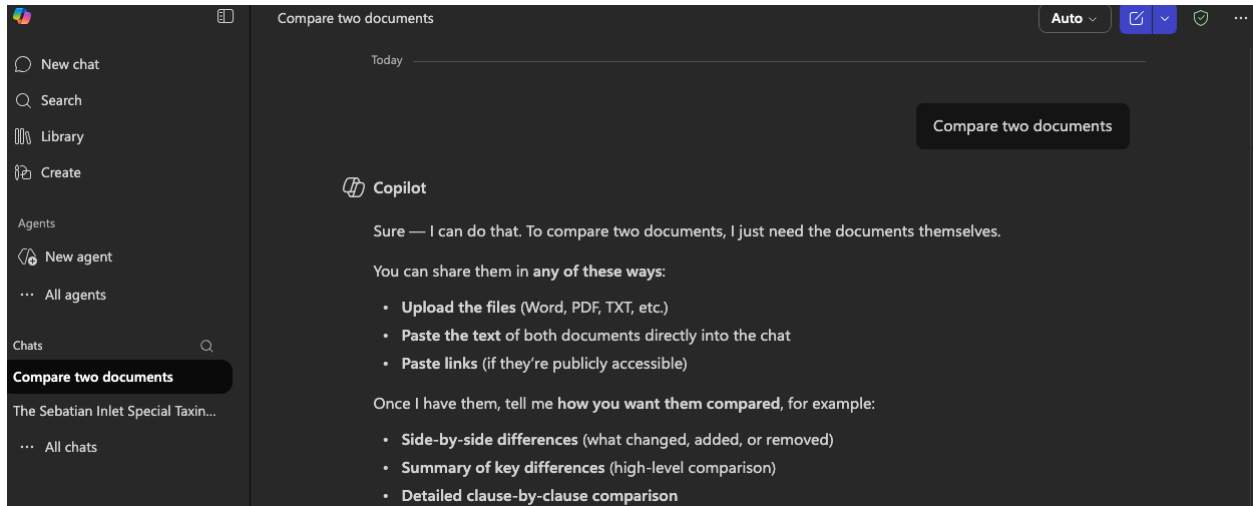 Compare two documents
Auto
New chat
Search
Library
Create
Agents
New agent
All agents
Chats
Compare two documents
The Sebatian Inlet Special Taxin...
All chats
Today
Compare two documents
Copilot
Sure — I can do that. To compare two documents, I just need the documents themselves.
You can share them in any of these ways:
• Upload the files (Word, PDF, TXT, etc.)
• Paste the text of both documents directly into the chat
• Paste links (if they’re publicly accessible)
Once I have them, tell me how you want them compared, for example:
• Side-by-side differences (what changed, added, or removed)
• Summary of key differences (high-level comparison)
• Detailed clause-by-clause comparison